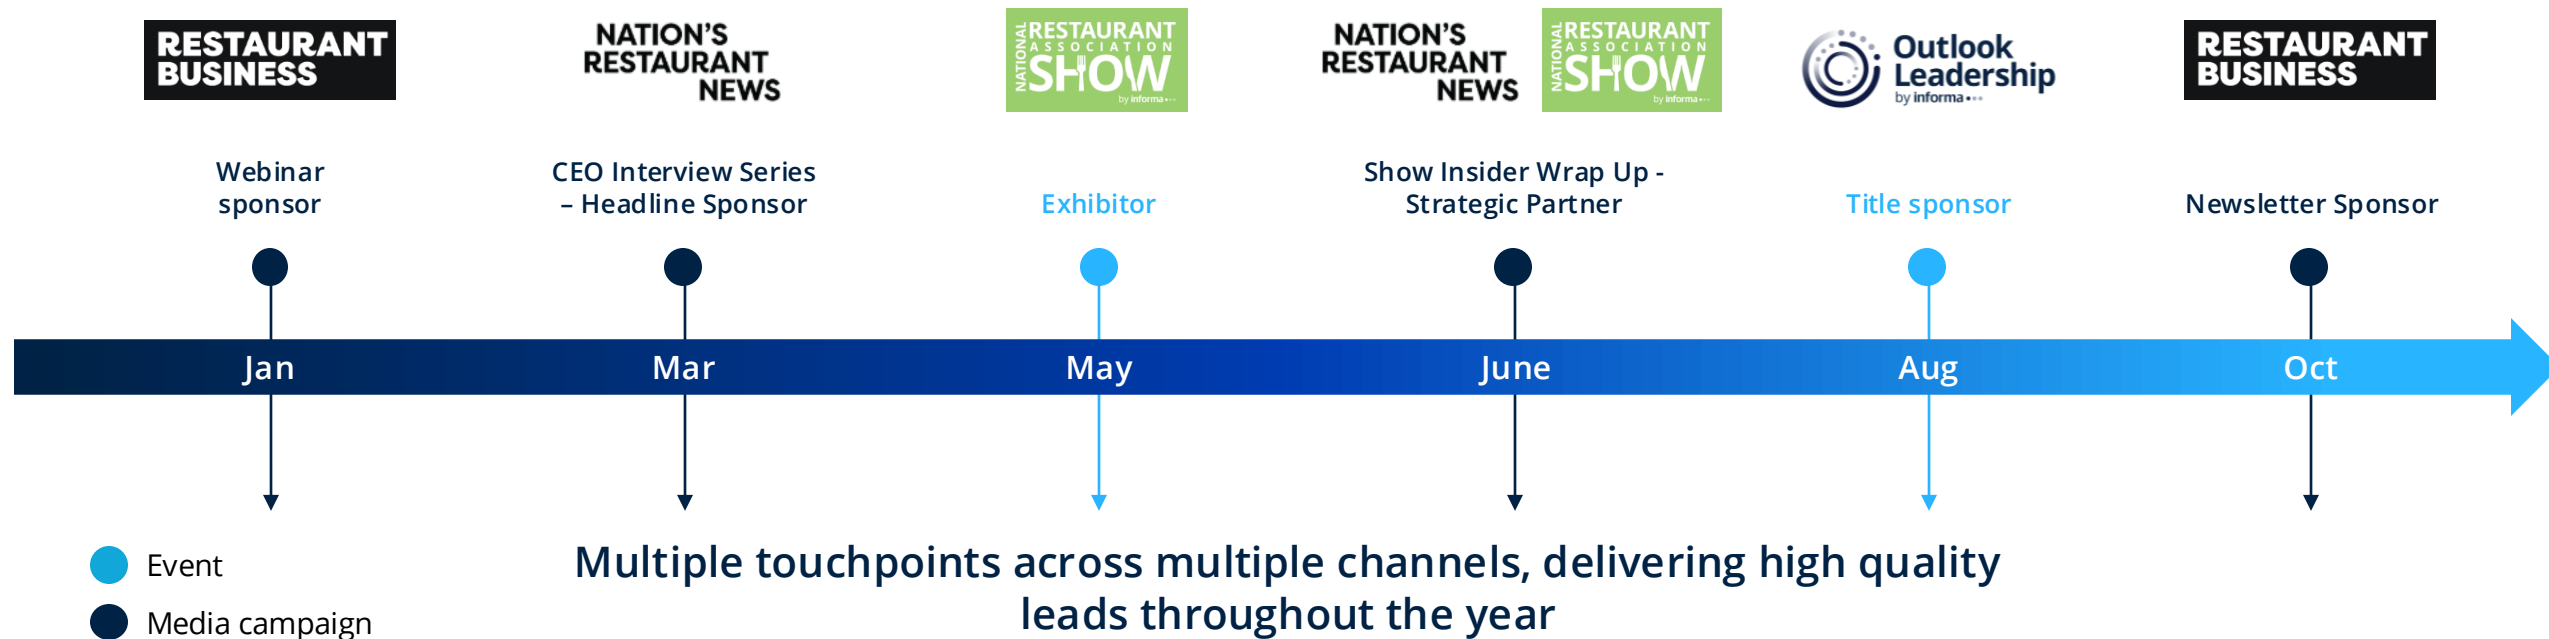 RESTAURANT
BUSINESS
NATION'S
RESTAURANT
NEWS
NATIONAL
RESTAURANT
ASSOCIATION
SHOW
by informa
NATION'S
RESTAURANT
NEWS
NATIONAL
RESTAURANT
ASSOCIATION
SHOW
by informa
Outlook
Leadership
by informa
RESTAURANT
BUSINESS
Webinar
sponsor
CEO Interview Series
– Headline Sponsor
Exhibitor
Show Insider Wrap Up -
Strategic Partner
Title sponsor
Newsletter Sponsor
Jan
Mar
May
June
Aug
Oct
Event
Media campaign
Multiple touchpoints across multiple channels, delivering high quality
leads throughout the year